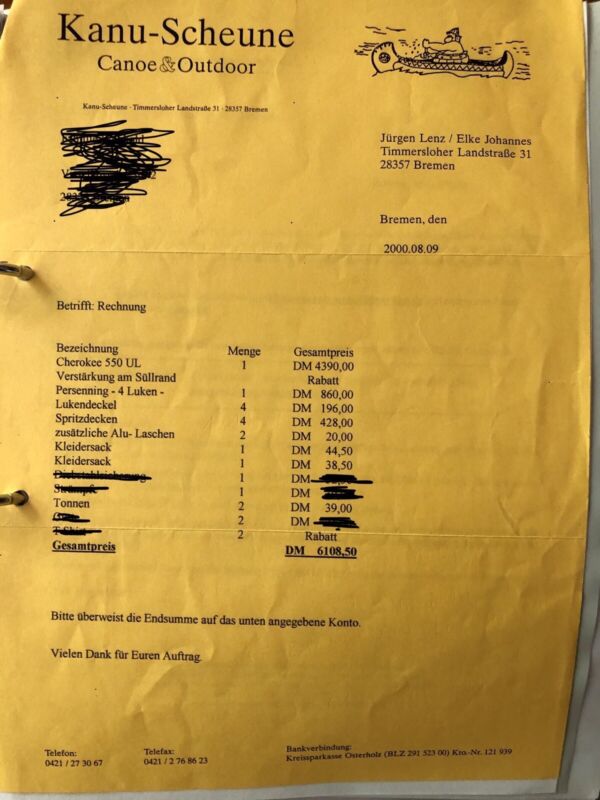 Kanu-Scheune
Canoe&Outdoor
Kanu-Scheune · Timmersloher Landstraße 31 · 28357 Bremen
Jürgen Lenz / Elke Johannes
Timmersloher Landstraße 31
28357 Bremen
Bremen, den
2000.08.09
Betrifft: Rechnung
Bezeichnung Menge Gesamtpreis
Cherokee 550 UL 1 DM 4390,00
Verstärkung am Süllrand Rabatt
Persenning - 4 Luken - 1 DM 860,00
Lukendeckel 4 DM 196,00
Spritzdecken 4 DM 428,00
zusätzliche Alu- Laschen 2 DM 20,00
Kleidersack 1 DM 44,50
Kleidersack 1 DM 38,50
Diebstahlsicherung 1 DM
1 DM
Tonnen 2 DM 39,00
2 DM
T-Shirt 2 Rabatt
Gesamtpreis DM 6108,50
Bitte überweist die Endsumme auf das unten angegebene Konto.
Vielen Dank für Euren Auftrag.
Telefon:
0421 / 27 30 67
Telefax:
0421 / 2 76 86 23
Bankverbindung:
Kreissparkasse Osterholz (BLZ 291 523 00) Kto.-Nr. 121 939